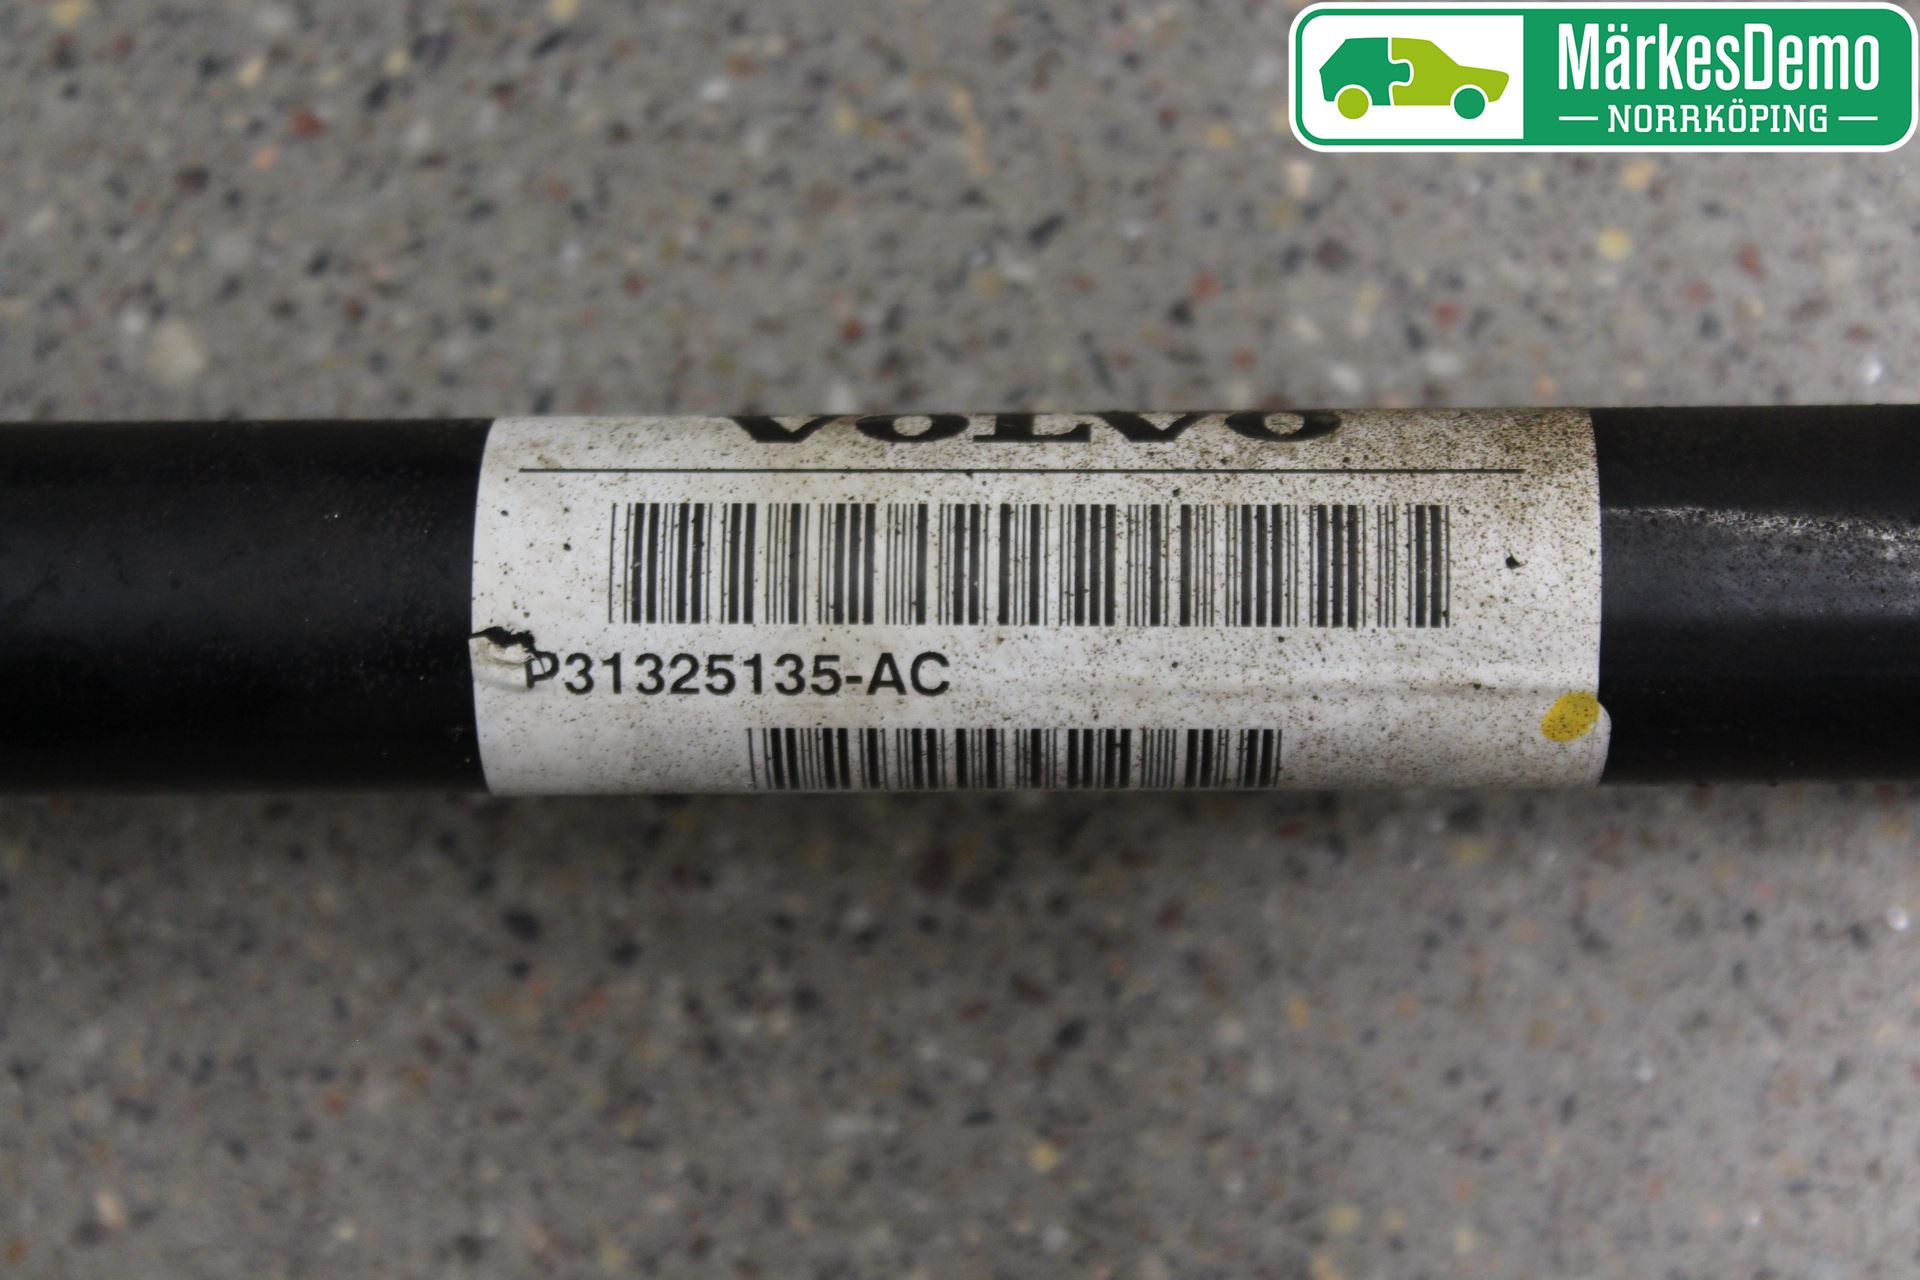 MärkesDemo
NORRKÖPING
VOLVO
P31325135-AC